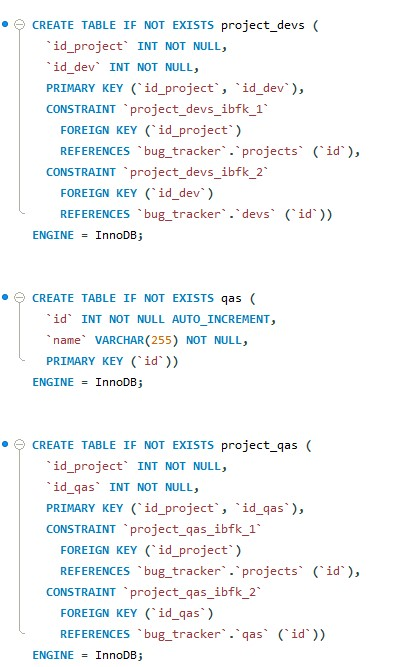 CREATE TABLE IF NOT EXISTS project_devs (
`id_project` INT NOT NULL,
`id_dev` INT NOT NULL,
PRIMARY KEY (`id_project`, `id_dev`),
CONSTRAINT `project_devs_ibfk_1`
FOREIGN KEY (`id_project`)
REFERENCES `bug_tracker`.`projects` (`id`),
CONSTRAINT `project_devs_ibfk_2`
FOREIGN KEY (`id_dev`)
REFERENCES `bug_tracker`.`devs` (`id`))
ENGINE = InnoDB;
CREATE TABLE IF NOT EXISTS qas (
`id` INT NOT NULL AUTO_INCREMENT,
`name` VARCHAR(255) NOT NULL,
PRIMARY KEY (`id`))
ENGINE = InnoDB;
CREATE TABLE IF NOT EXISTS project_qas (
`id_project` INT NOT NULL,
`id_qas` INT NOT NULL,
PRIMARY KEY (`id_project`, `id_qas`),
CONSTRAINT `project_qas_ibfk_1`
FOREIGN KEY (`id_project`)
REFERENCES `bug_tracker`.`projects` (`id`),
CONSTRAINT `project_qas_ibfk_2`
FOREIGN KEY (`id_qas`)
REFERENCES `bug_tracker`.`qas` (`id`))
ENGINE = InnoDB;